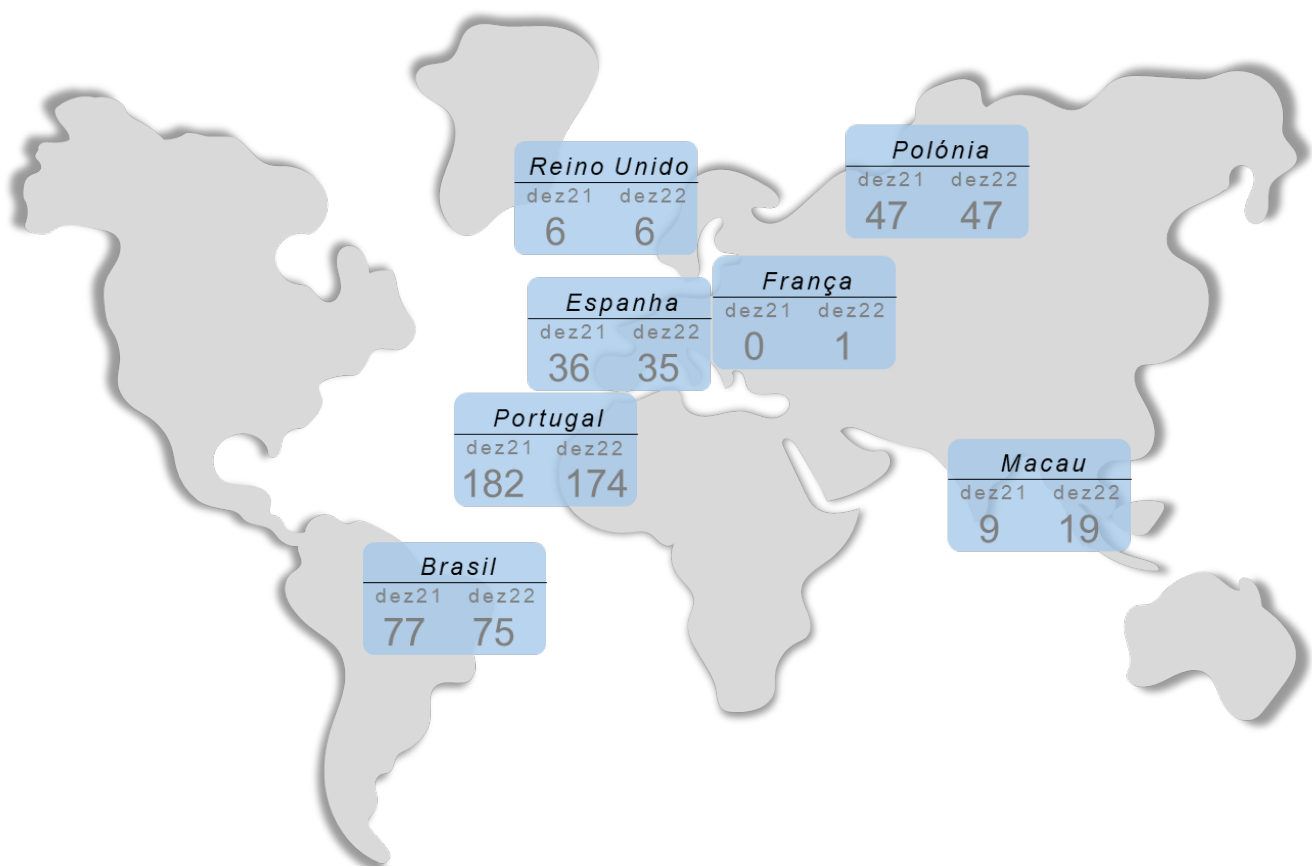 Reino Unido
dez21 dez22
6 6
Polónia
dez21 dez22
47 47
França
dez21 dez22
0 1
Espanha
dez21 dez22
36 35
Portugal
dez21 dez22
182 174
Macau
dez21 dez22
9 19
Brasil
dez21 dez22
77 75